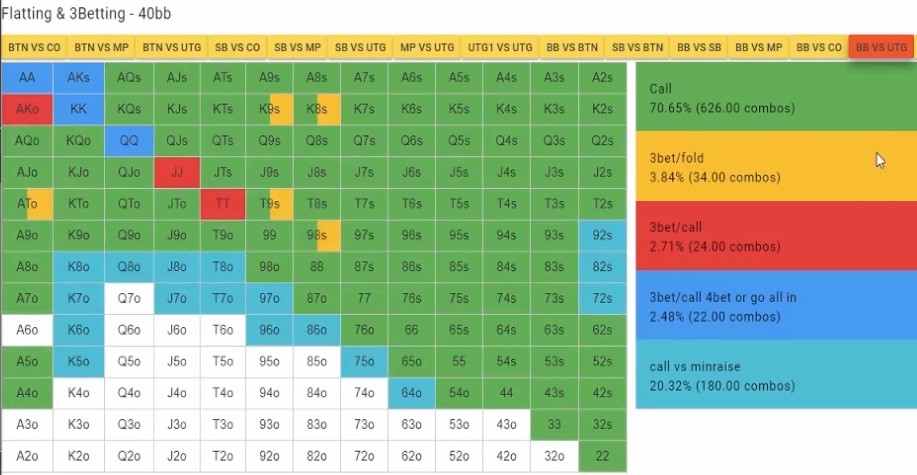 Flatting & 3Betting - 40bb
BTN VS CO BTN VS MP BTN VS UTG SB VS CO SB VS MP SB VS UTG MP VS UTG UTG1 VS UTG BB VS BTN SB VS BTN BB VS SB BB VS MP BB VS CO BB VS UTG
AA AKs AQs AJs ATs A9s A8s A7s A6s A5s A4s A3s A2s
AKo KK KQs KJs KTs K9s K8s K7s K6s K5s K4s K3s K2s
AQo KQo QQ QJs QTs Q9s Q8s Q7s Q6s Q5s Q4s Q3s Q2s
AJo KJo QJo JJ JTs J9s J8s J7s J6s J5s J4s J3s J2s
ATo KTo QTo JTo TT T9s T8s T7s T6s T5s T4s T3s T2s
A9o K9o Q9o J9o T9o 99 98s 97s 96s 95s 94s 93s 92s
A8o K8o Q8o J8o T8o 98o 88 87s 86s 85s 84s 83s 82s
A7o K7o Q7o J7o T7o 97o 87o 77 76s 75s 74s 73s 72s
A6o K6o Q6o J6o T6o 96o 86o 76o 66 65s 64s 63s 62s
A5o K5o Q5o J5o T5o 95o 85o 75o 65o 55 54s 53s 52s
A4o K4o Q4o J4o T4o 94o 84o 74o 64o 54o 44 43s 42s
A3o K3o Q3o J3o T3o 93o 83o 73o 63o 53o 43o 33 32s
A2o K2o Q2o J2o T2o 92o 82o 72o 62o 52o 42o 32o 22
Call
70.65% (626.00 combos)
3bet/fold
3.84% (34.00 combos)
3bet/call
2.71% (24.00 combos)
3bet/call 4bet or go all in
2.48% (22.00 combos)
call vs minraise
20.32% (180.00 combos)